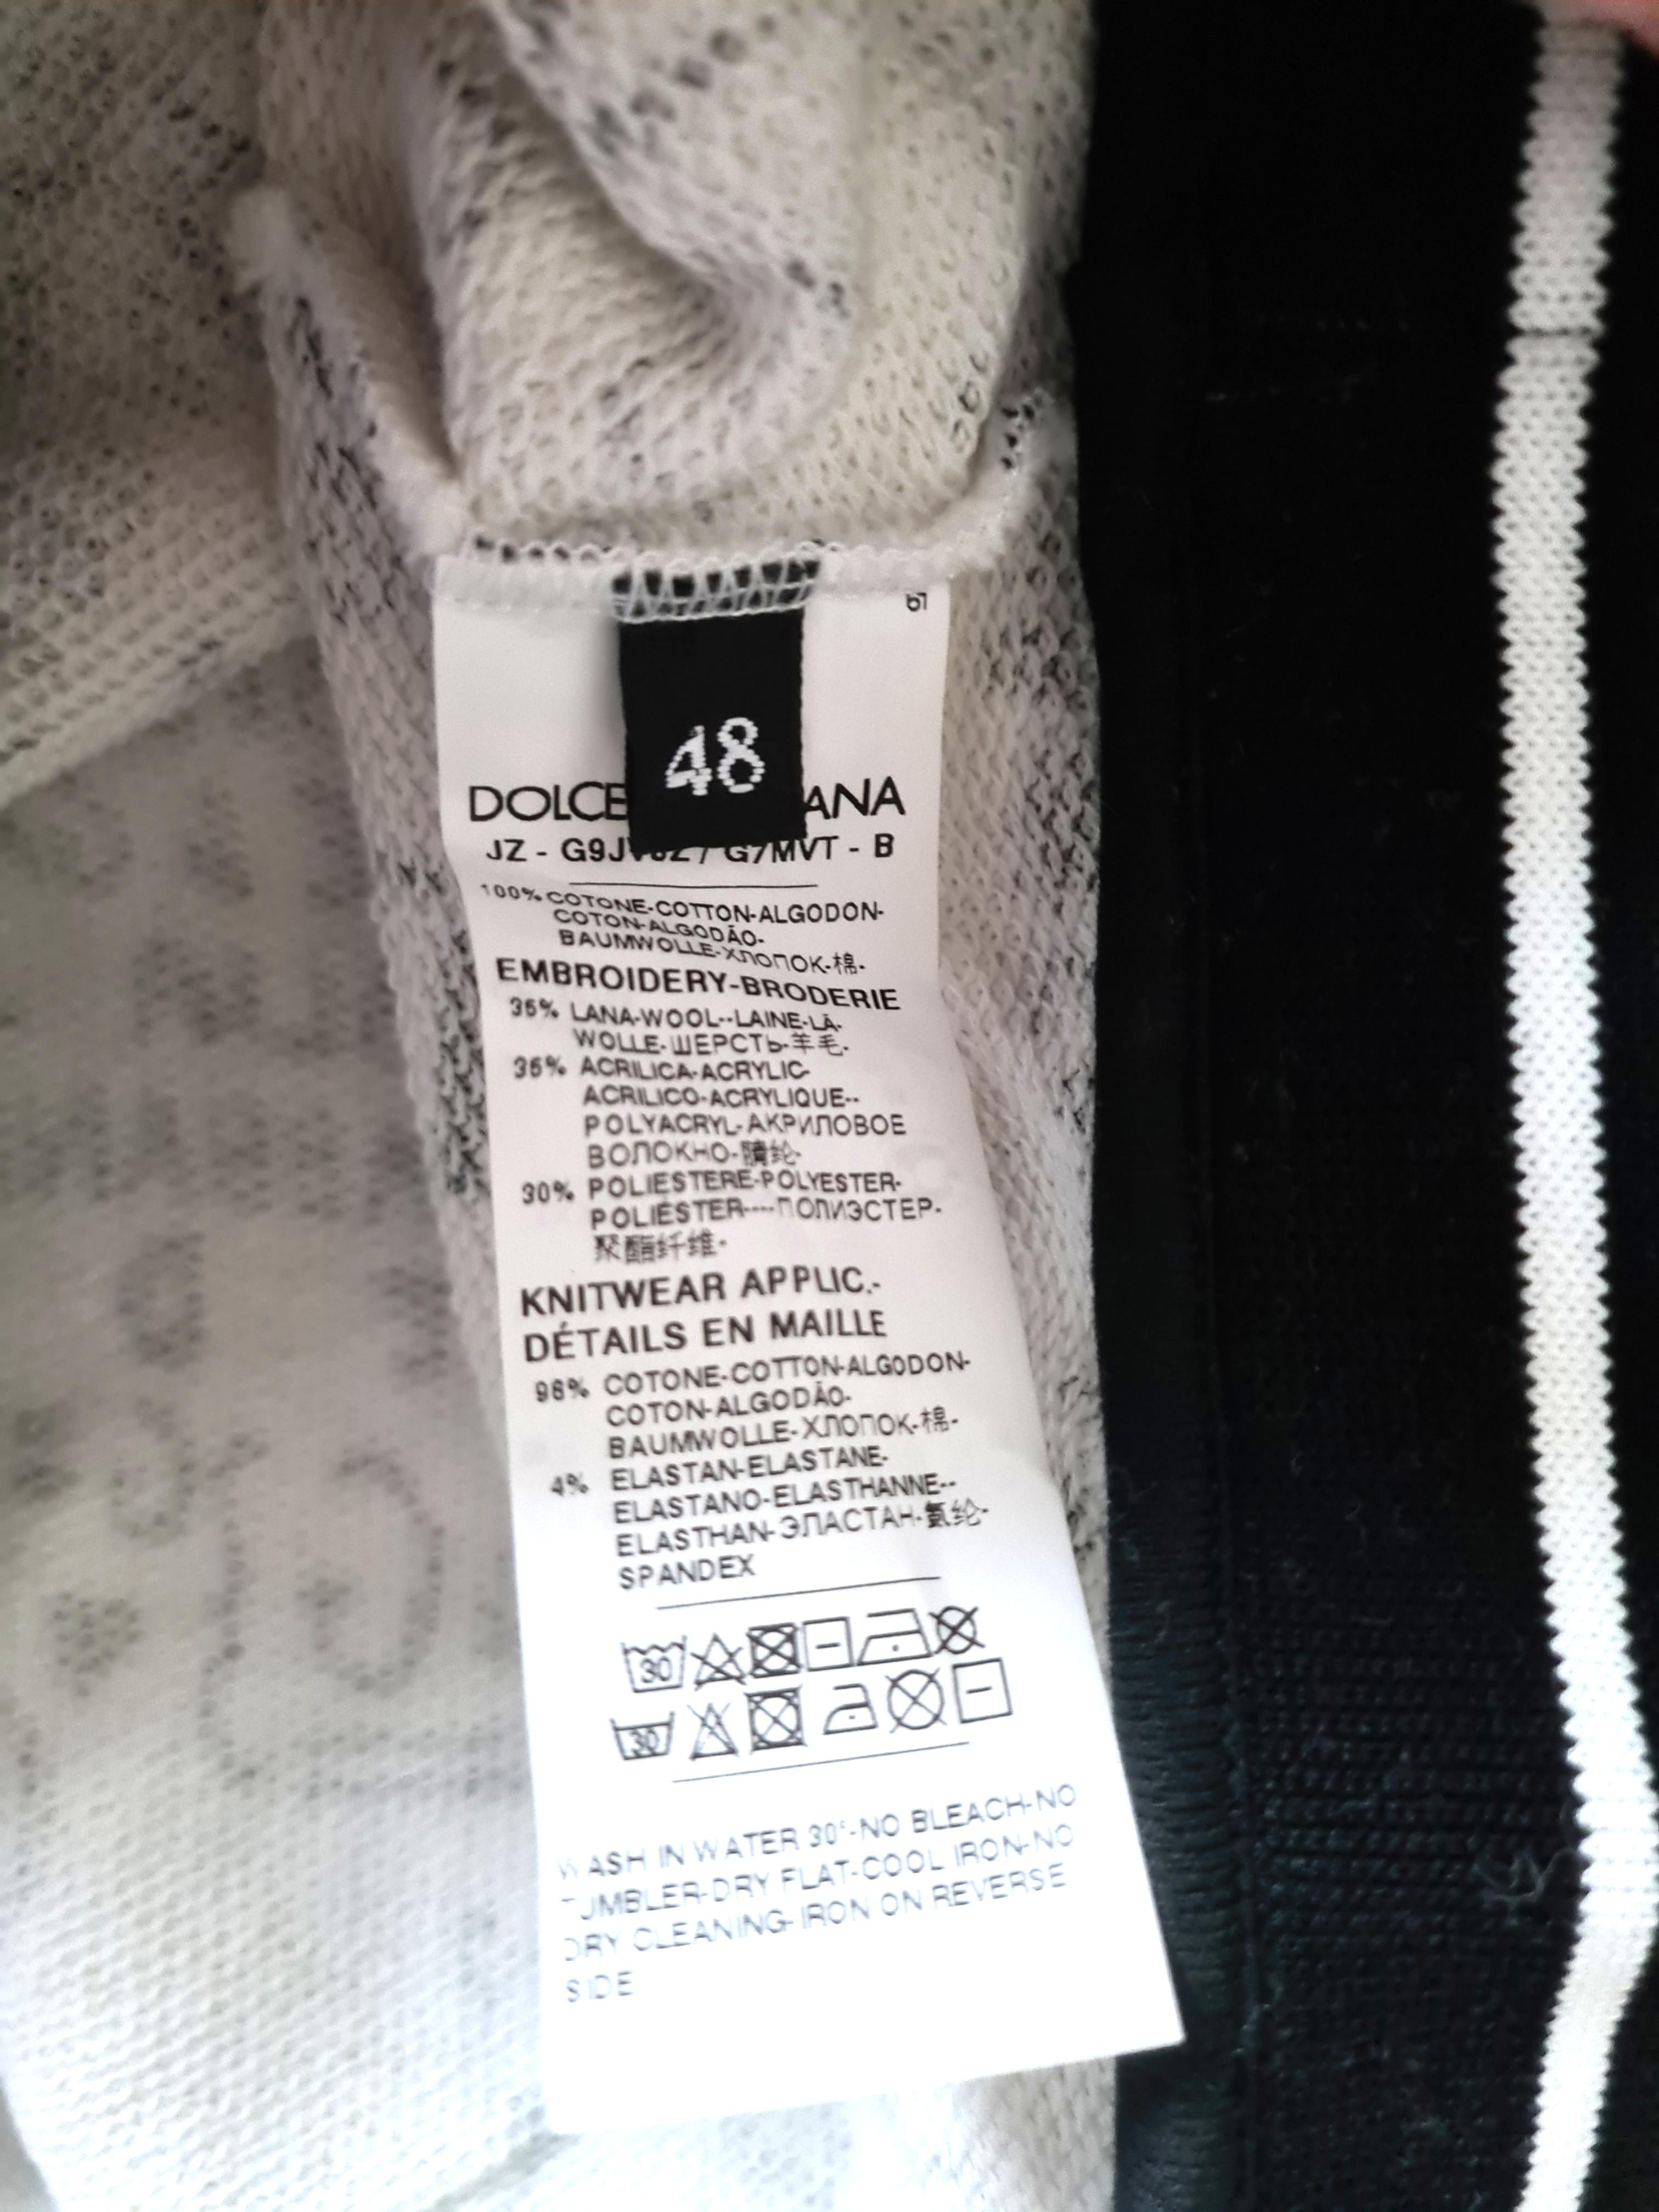 61
48
DOLCE ANA
JZ - G9J / G7MVT - B
100% COTONE-COTTON-ALGODON-
COTON-ALGODÃO-
BAUMWOLLE-ХЛОПОК-棉-
EMBROIDERY-BRODERIE
35% LANA-WOOL--LAINE-LÃ-
WOLLE-ШЕРСТЬ-羊毛-
35% ACRILICA-ACRYLIC-
ACRILICO-ACRYLIQUE--
POLYACRYL-АКРИЛОВОЕ
ВОЛОКНО-腈纶-
30% POLIESTERE-POLYESTER-
POLIÉSTER----ПОЛИЭСТЕР-
聚酯纤维-
KNITWEAR APPLIC.-
DÉTAILS EN MAILLE
96% COTONE-COTTON-ALGODON-
COTON-ALGODÃO-
BAUMWOLLE-ХЛОПОК-棉-
4% ELASTAN-ELASTANE-
ELASTANO-ELASTHANNE--
ELASTHAN-ЭЛАСТАН-氨纶-
SPANDEX
30
30
WASH IN WATER 30°-NO BLEACH-NO
TUMBLER-DRY FLAT-COOL IRON-NO
DRY CLEANING-IRON ON REVERSE
SIDE